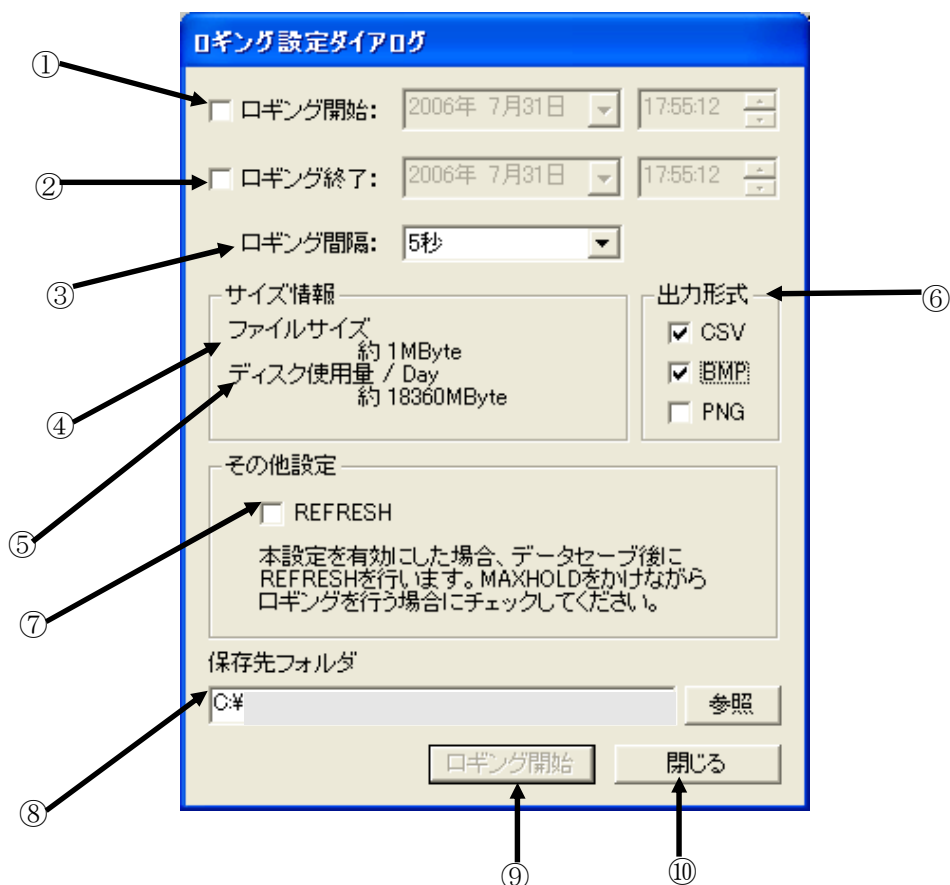 ロギング設定ダイアログ
①
ロギング開始: 2006年 7月31日 17:55:12
②
ロギング終了: 2006年 7月31日 17:55:12
③
ロギング間隔: 5秒
サイズ情報
ファイルサイズ
約 1MByte
ディスク使用量 / Day
約 18360MByte
④
⑤
出力形式
⑥
CSV
BMP
PNG
その他設定
REFRESH
本設定を有効にした場合、データセーブ後に
REFRESHを行います。MAXHOLDをかけながら
ロギングを行う場合にチェックしてください。
⑦
保存先フォルダ
C:¥ 参照
⑧
ロギング開始 閉じる
⑨ ⑩